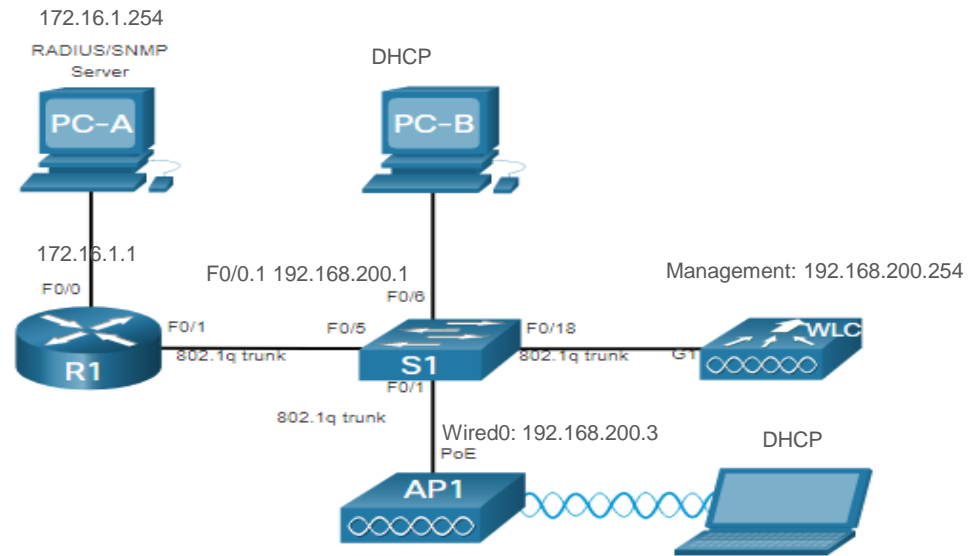 172.16.1.254
RADIUS/SNMP
Server
DHCP
PC-A
PC-B
172.16.1.1
F0/0.1 192.168.200.1
Management: 192.168.200.254
F0/0
F0/6
F0/1
F0/5
F0/18
WLC
802.1q trunk
802.1q trunk
G1
R1
S1
F0/1
802.1q trunk
Wired0: 192.168.200.3
DHCP
PoE
AP1